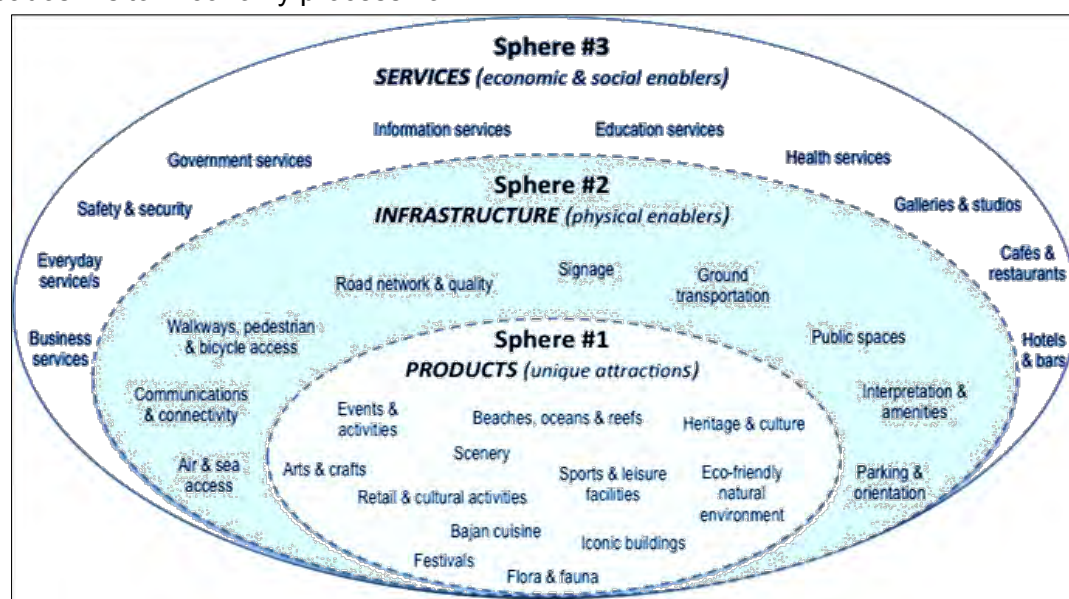 Sphere #3
SERVICES (economic & social enablers)
Information services
Education services
Government services
Health services
Safety & security
Galleries & studios
Everyday
services
Cafés &
restaurants
Business
services
Hotels
& bars
Sphere #2
INFRASTRUCTURE (physical enablers)
Road network & quality
Signage
Ground
transportation
Walkways, pedestrian
& bicycle access
Public spaces
Communications
& connectivity
Interpretation &
amenities
Air & sea
access
Parking &
orientation
Sphere #1
PRODUCTS (unique attractions)
Events &
activities
Beaches, oceans & reefs
Heritage & culture
Scenery
Arts & crafts
Sports & leisure
facilities
Eco-friendly
natural
environment
Retail & cultural activities
Bajan cuisine
Iconic buildings
Festivals
Flora & fauna